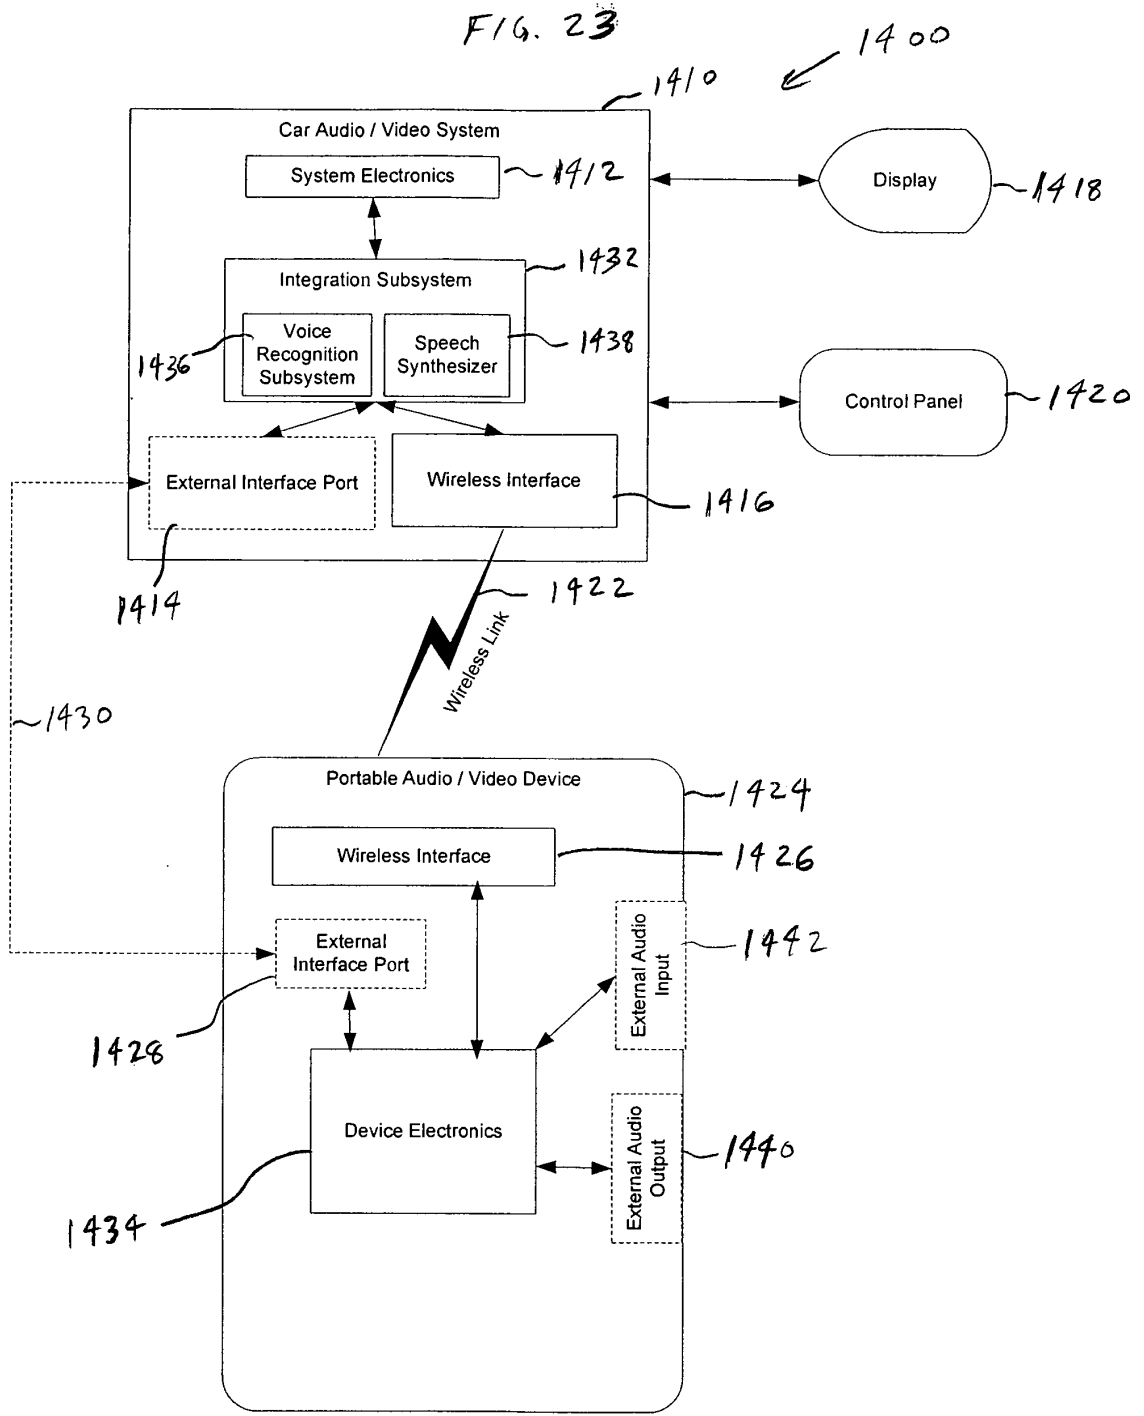 FIG. 23
1400
1410
Car Audio / Video System
System Electronics
1412
Display
1418
1432
Integration Subsystem
Voice
Recognition
Subsystem
1436
Speech
Synthesizer
1438
Control Panel
1420
External Interface Port
1414
Wireless Interface
1416
1422
Wireless Link
1430
Portable Audio / Video Device
1424
Wireless Interface
1426
External
Interface Port
1428
External Audio
Input
1442
Device Electronics
1434
External Audio
Output
1440